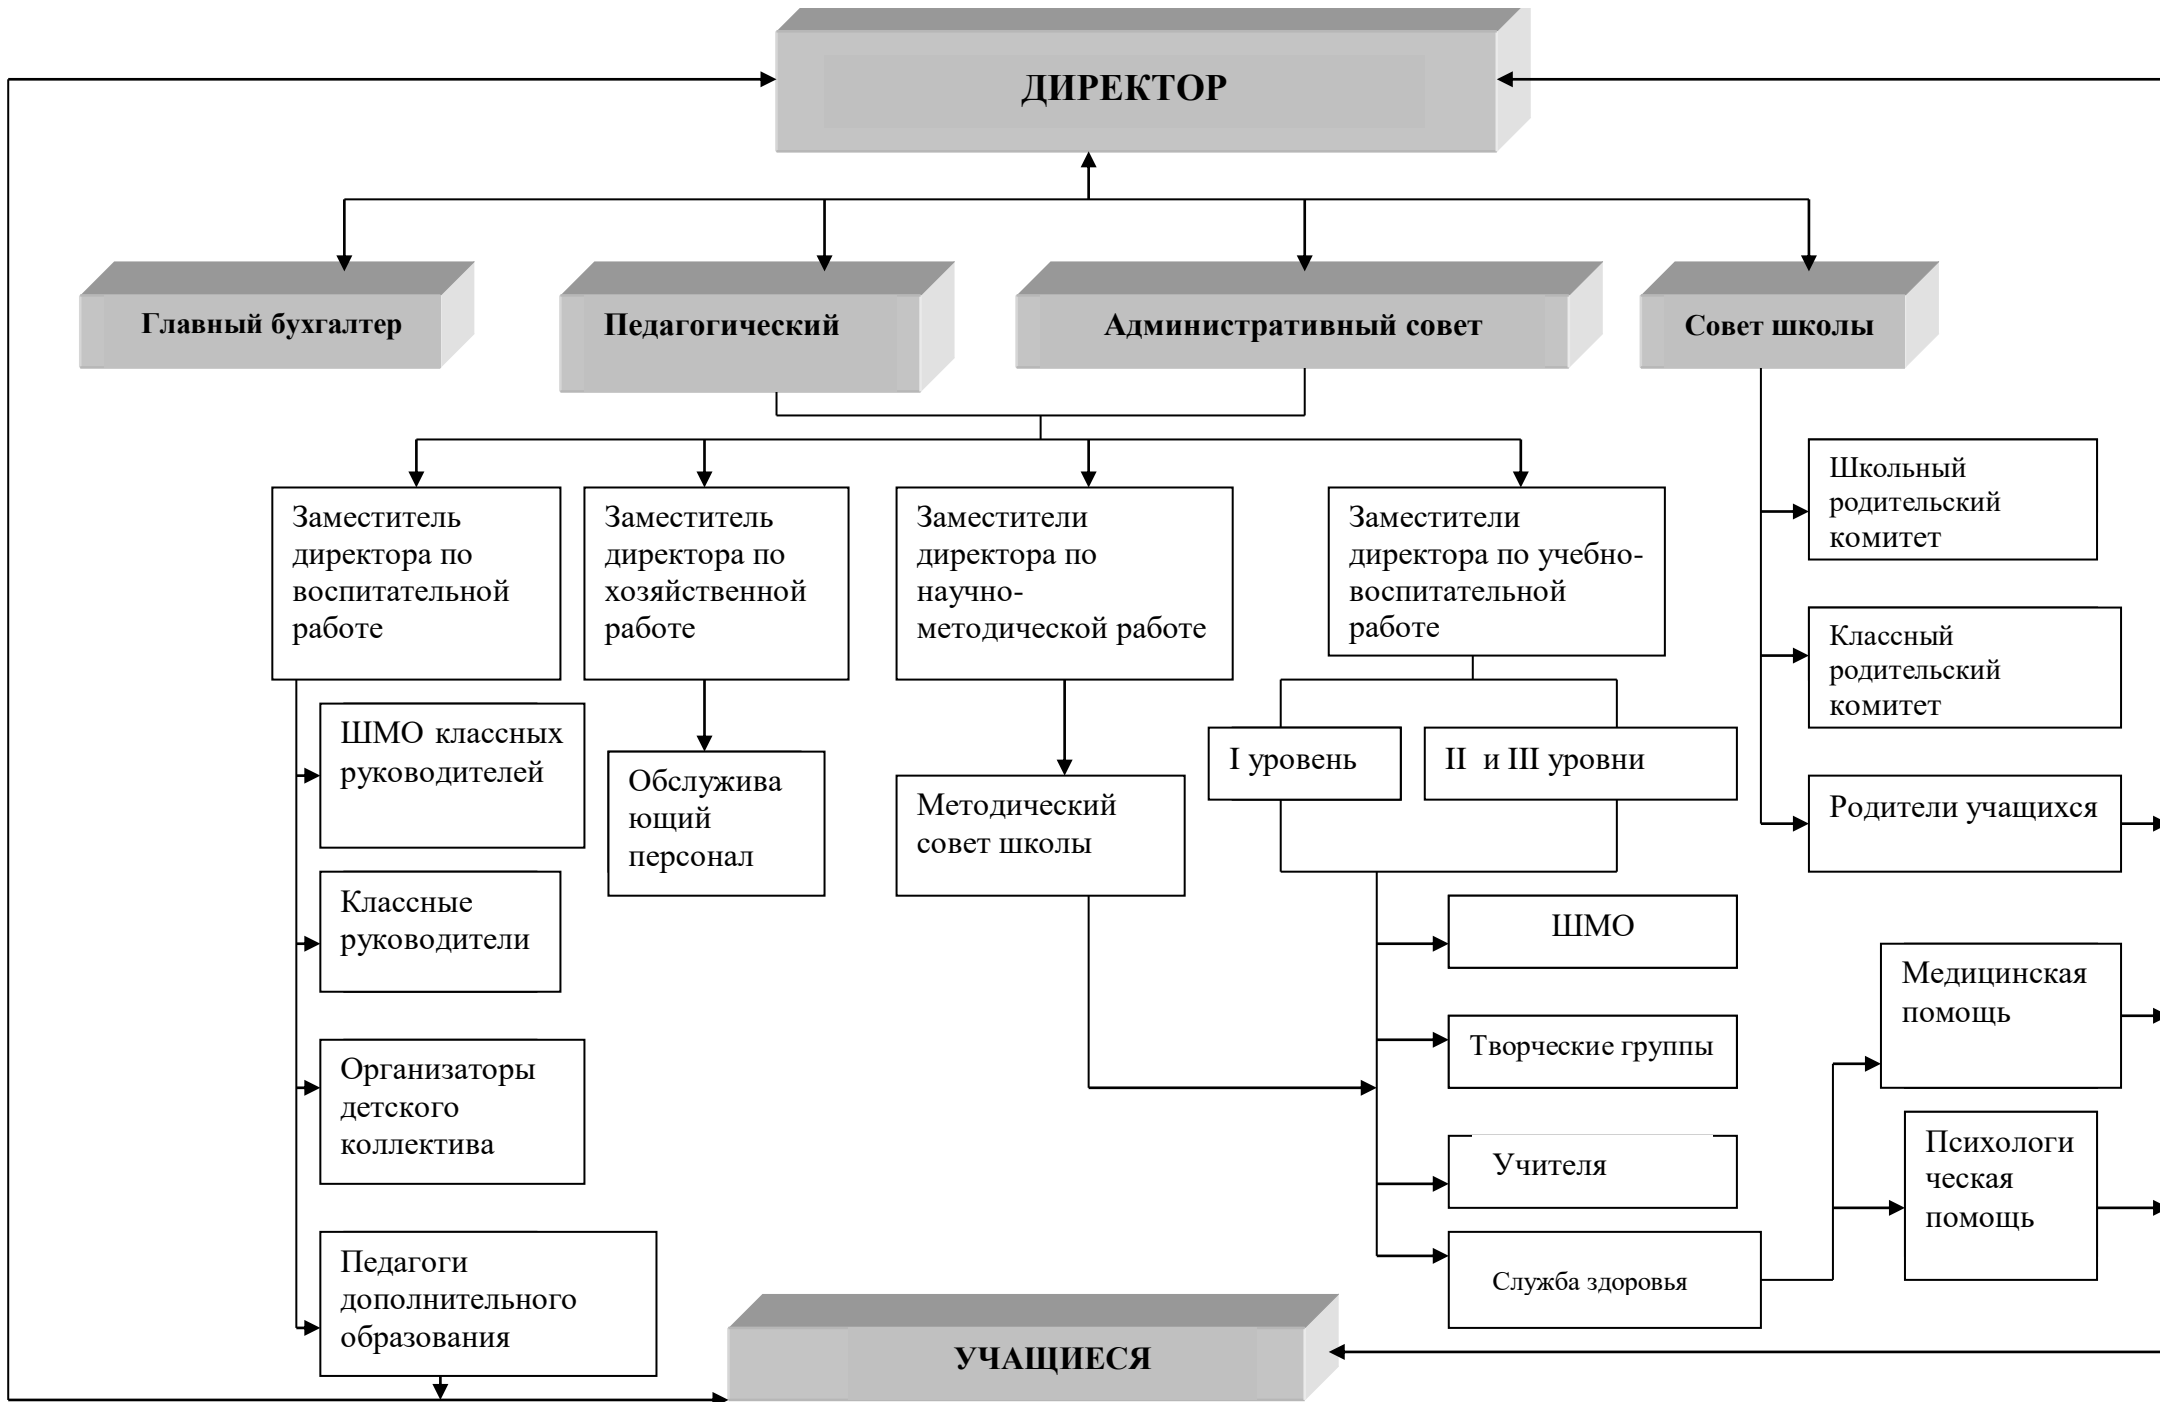 ДИРЕКТОР
Главный бухгалтер
Педагогический
Административный совет
Совет школы
Заместитель
директора по
воспитательной
работе
Заместитель
директора по
хозяйственной
работе
Заместители
директора по
научно-
методической работе
Заместители
директора по учебно-
воспитательной
работе
Школьный
родительский
комитет
Классный
родительский
комитет
Родители учащихся
ШМО классных
руководителей
Классные
руководители
Организаторы
детского
коллектива
Педагоги
дополнительного
образования
Обслужива
ющий
персонал
Методический
совет школы
I уровень
II и III уровни
ШМО
Творческие группы
Учителя
Служба здоровья
Медицинская
помощь
Психологи
ческая
помощь
УЧАЩИЕСЯ